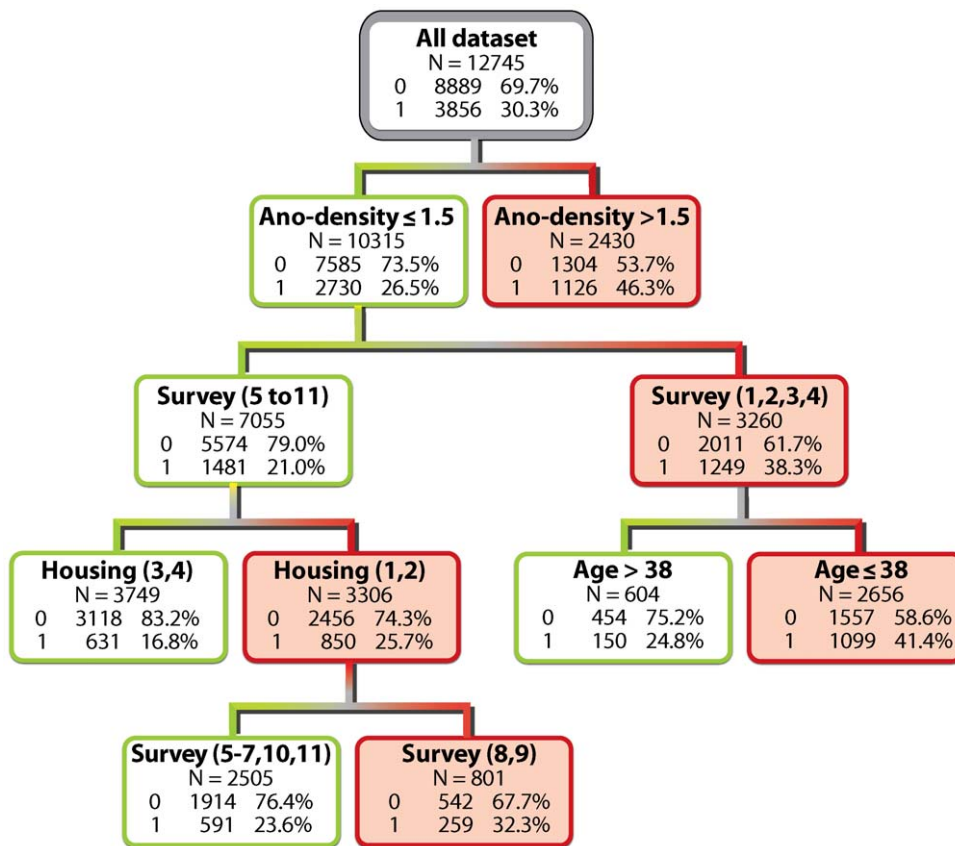 All dataset
N = 12745
0 8889 69.7%
1 3856 30.3%
Ano-density ≤ 1.5
N = 10315
0 7585 73.5%
1 2730 26.5%
Ano-density >1.5
N = 2430
0 1304 53.7%
1 1126 46.3%
Survey (5 to11)
N = 7055
0 5574 79.0%
1 1481 21.0%
Survey (1,2,3,4)
N = 3260
0 2011 61.7%
1 1249 38.3%
Housing (3,4)
N = 3749
0 3118 83.2%
1 631 16.8%
Housing (1,2)
N = 3306
0 2456 74.3%
1 850 25.7%
Age > 38
N = 604
0 454 75.2%
1 150 24.8%
Age ≤ 38
N = 2656
0 1557 58.6%
1 1099 41.4%
Survey (5-7,10,11)
N = 2505
0 1914 76.4%
1 591 23.6%
Survey (8,9)
N = 801
0 542 67.7%
1 259 32.3%